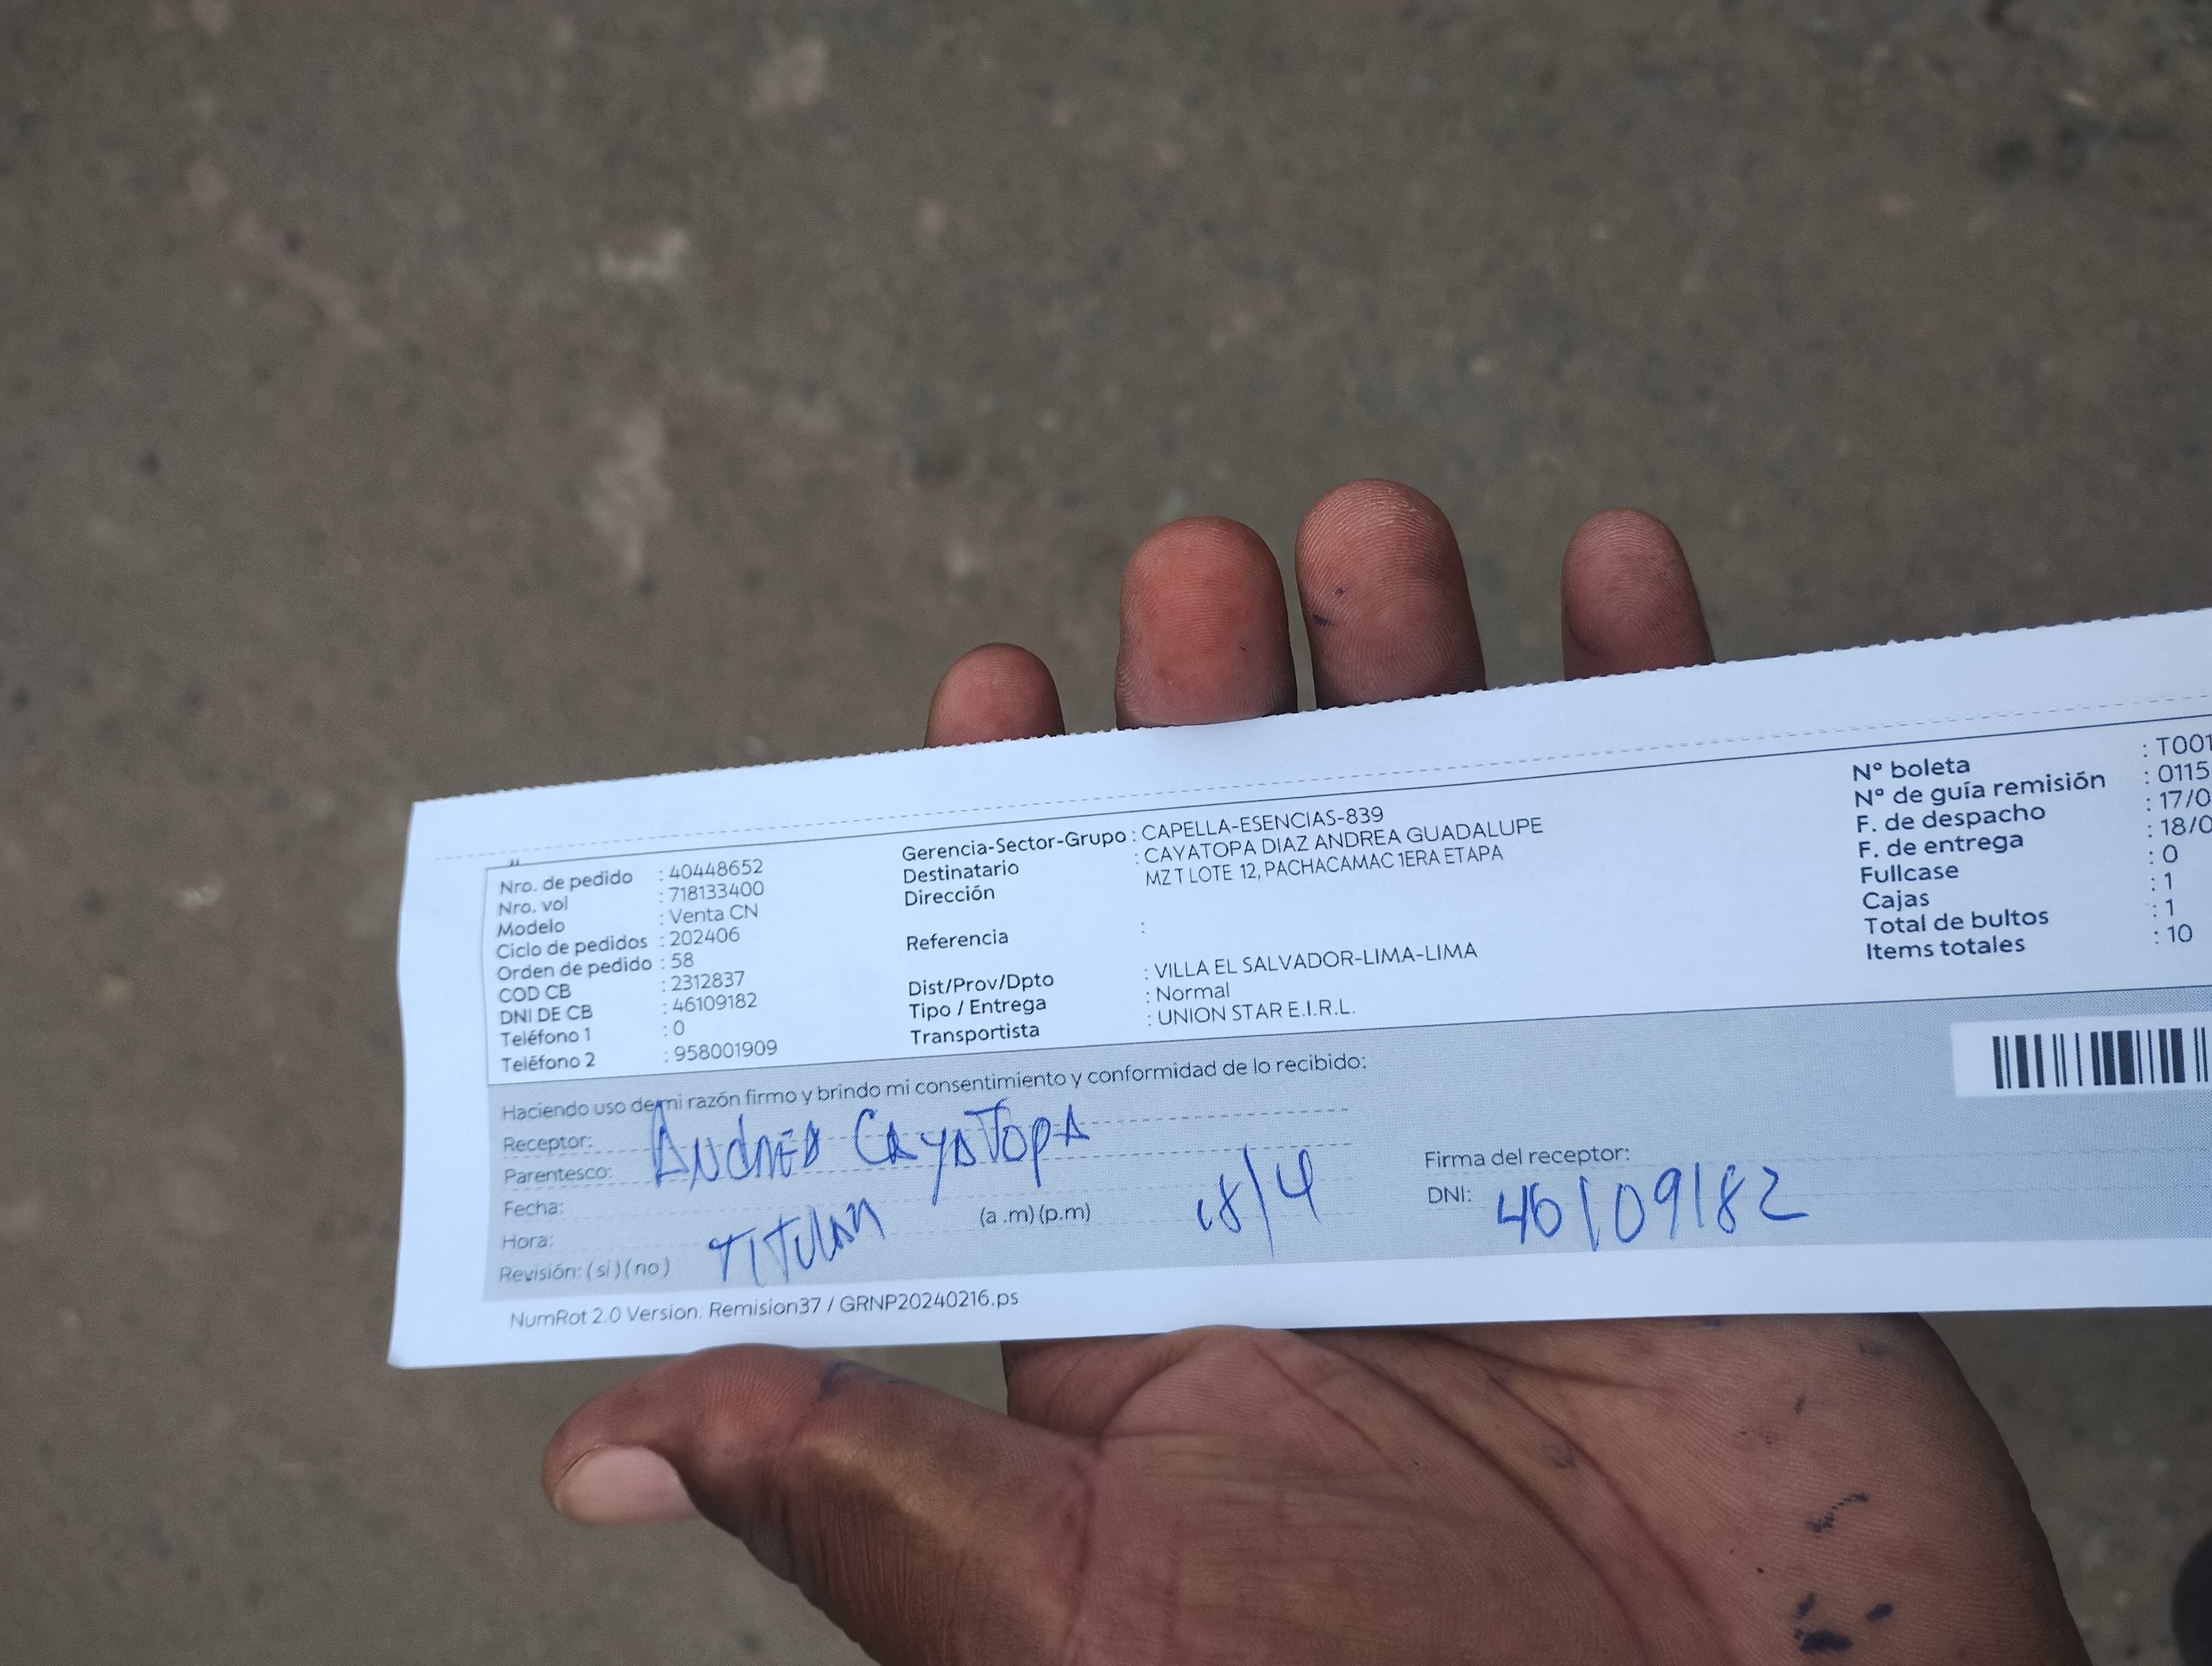 Nro. de pedido : 40448652
Nro. vol : 718133400
Modelo : Venta CN
Ciclo de pedidos : 202406
Orden de pedido : 58
COD CB : 2312837
DNI DE CB : 46109182
Teléfono 1 : 0
Teléfono 2 : 958001909
Gerencia-Sector-Grupo : CAPELLA-ESENCIAS-839
Destinatario : CAYATOPA DIAZ ANDREA GUADALUPE
Dirección MZ T LOTE 12, PACHACAMAC 1ERA ETAPA
Referencia :
Dist/Prov/Dpto : VILLA EL SALVADOR-LIMA-LIMA
Tipo / Entrega : Normal
Transportista : UNION STAR E.I.R.L.
N° boleta : T001
N° de guía remisión : 0115
F. de despacho : 17/0
F. de entrega : 18/0
Fullcase : 0
Cajas : 1
Total de bultos : 1
Items totales : 10
Haciendo uso de mi razón firmo y brindo mi consentimiento y conformidad de lo recibido:
Receptor: Andrea Cayatopa
Parentesco:
Fecha:
Hora: (a .m) (p.m) 18/4
Revisión: ( si ) ( no ) TITULAR
Firma del receptor:
DNI: 46109182
NumRot 2.0 Version: Remision37 / GRNP20240216.ps